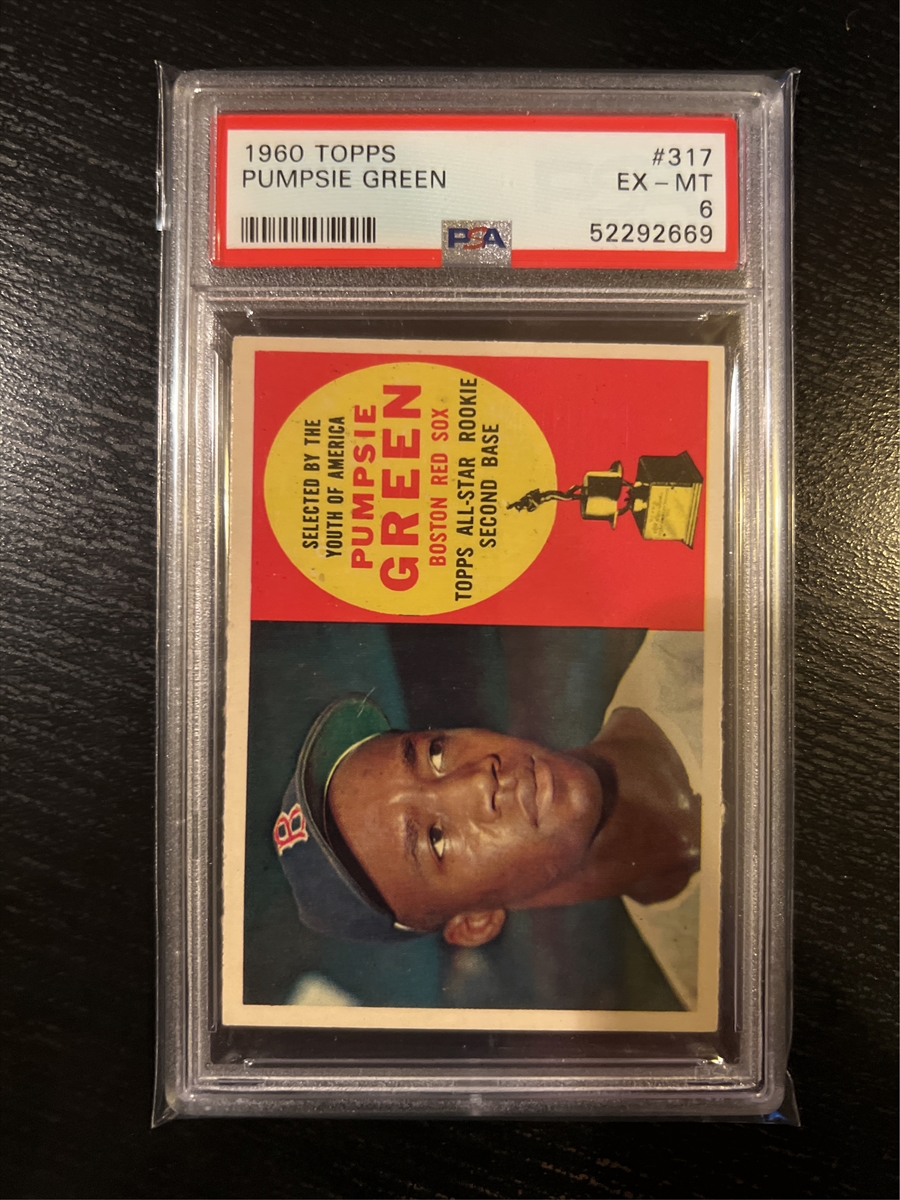 1960 TOPPS
#317
PUMPSIE GREEN
EX - MT
6
52292669
PSA
SELECTED BY THE
YOUTH OF AMERICA
PUMPSIE
GREEN
BOSTON RED SOX
TOPPS ALL-STAR ROOKIE
SECOND BASE
B